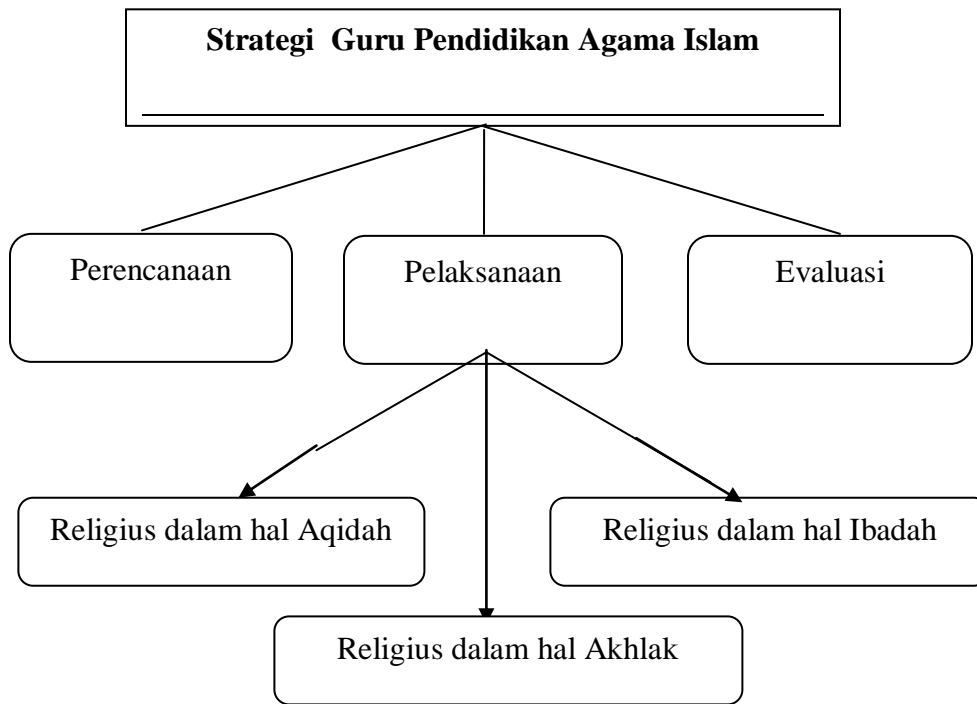 Strategi Guru Pendidikan Agama Islam
Perencanaan
Pelaksanaan
Evaluasi
Religius dalam hal Aqidah
Religius dalam hal Ibadah
Religius dalam hal Akhlak